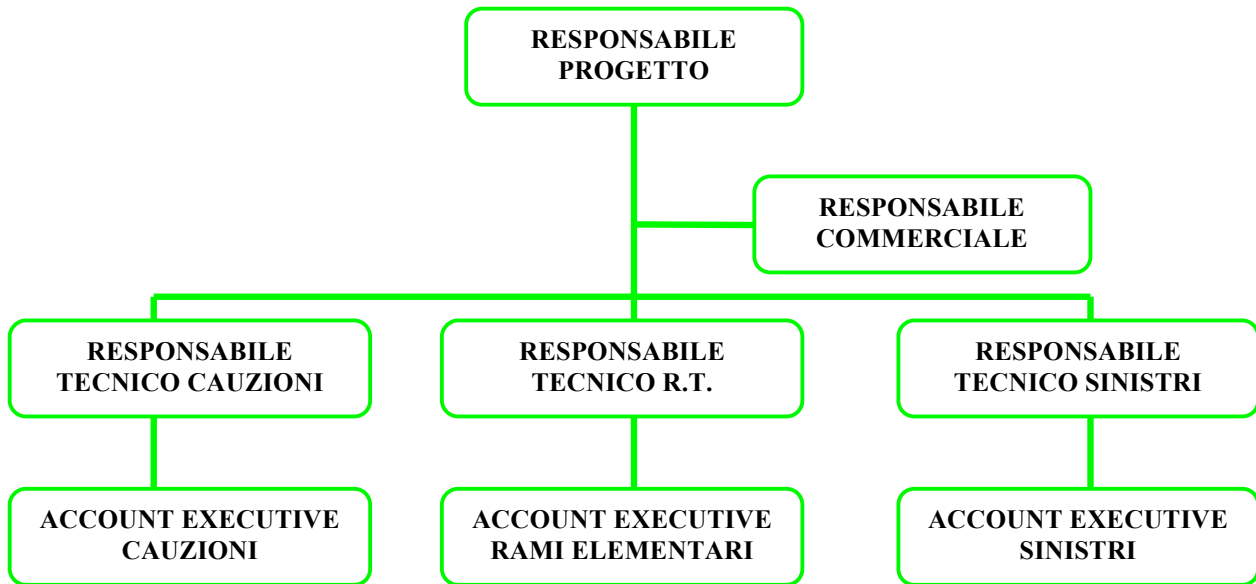 RESPONSABILE
PROGETTO
RESPONSABILE
COMMERCIALE
RESPONSABILE
TECNICO CAUZIONI
RESPONSABILE
TECNICO R.T.
RESPONSABILE
TECNICO SINISTRI
ACCOUNT EXECUTIVE
CAUZIONI
ACCOUNT EXECUTIVE
RAMI ELEMENTARI
ACCOUNT EXECUTIVE
SINISTRI